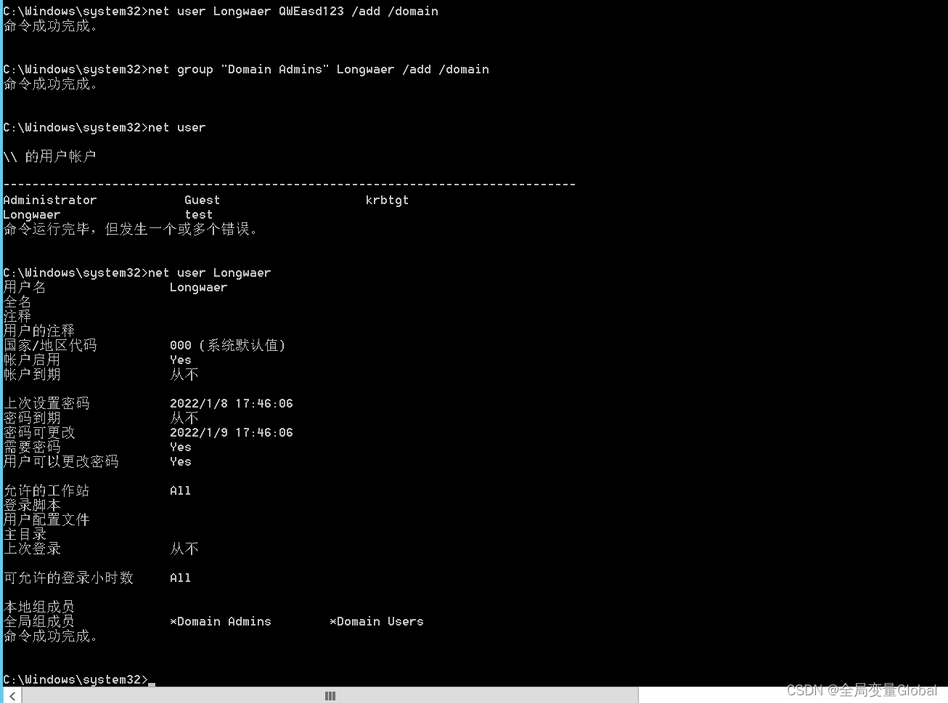 C:\Windows\system32>net user Longwaer QWEasd123 /add /domain
命令成功完成。
C:\Windows\system32>net group "Domain Admins" Longwaer /add /domain
命令成功完成。
C:\Windows\system32>net user
\\ 的用户帐户
-------------------------------------------------------------------------------
Administrator Guest krbtgt
Longwaer test
命令运行完毕，但发生一个或多个错误。
C:\Windows\system32>net user Longwaer
用户名 Longwaer
全名
注释
用户的注释
国家/地区代码 000 (系统默认值)
帐户启用 Yes
帐户到期 从不
上次设置密码 2022/1/8 17:46:06
密码到期 从不
密码可更改 2022/1/9 17:46:06
需要密码 Yes
用户可以更改密码 Yes
允许的工作站 All
登录脚本
用户配置文件
主目录
上次登录 从不
可允许的登录小时数 All
本地组成员
全局组成员 *Domain Admins *Domain Users
命令成功完成。
C:\Windows\system32>
CSDN @全局变量Global